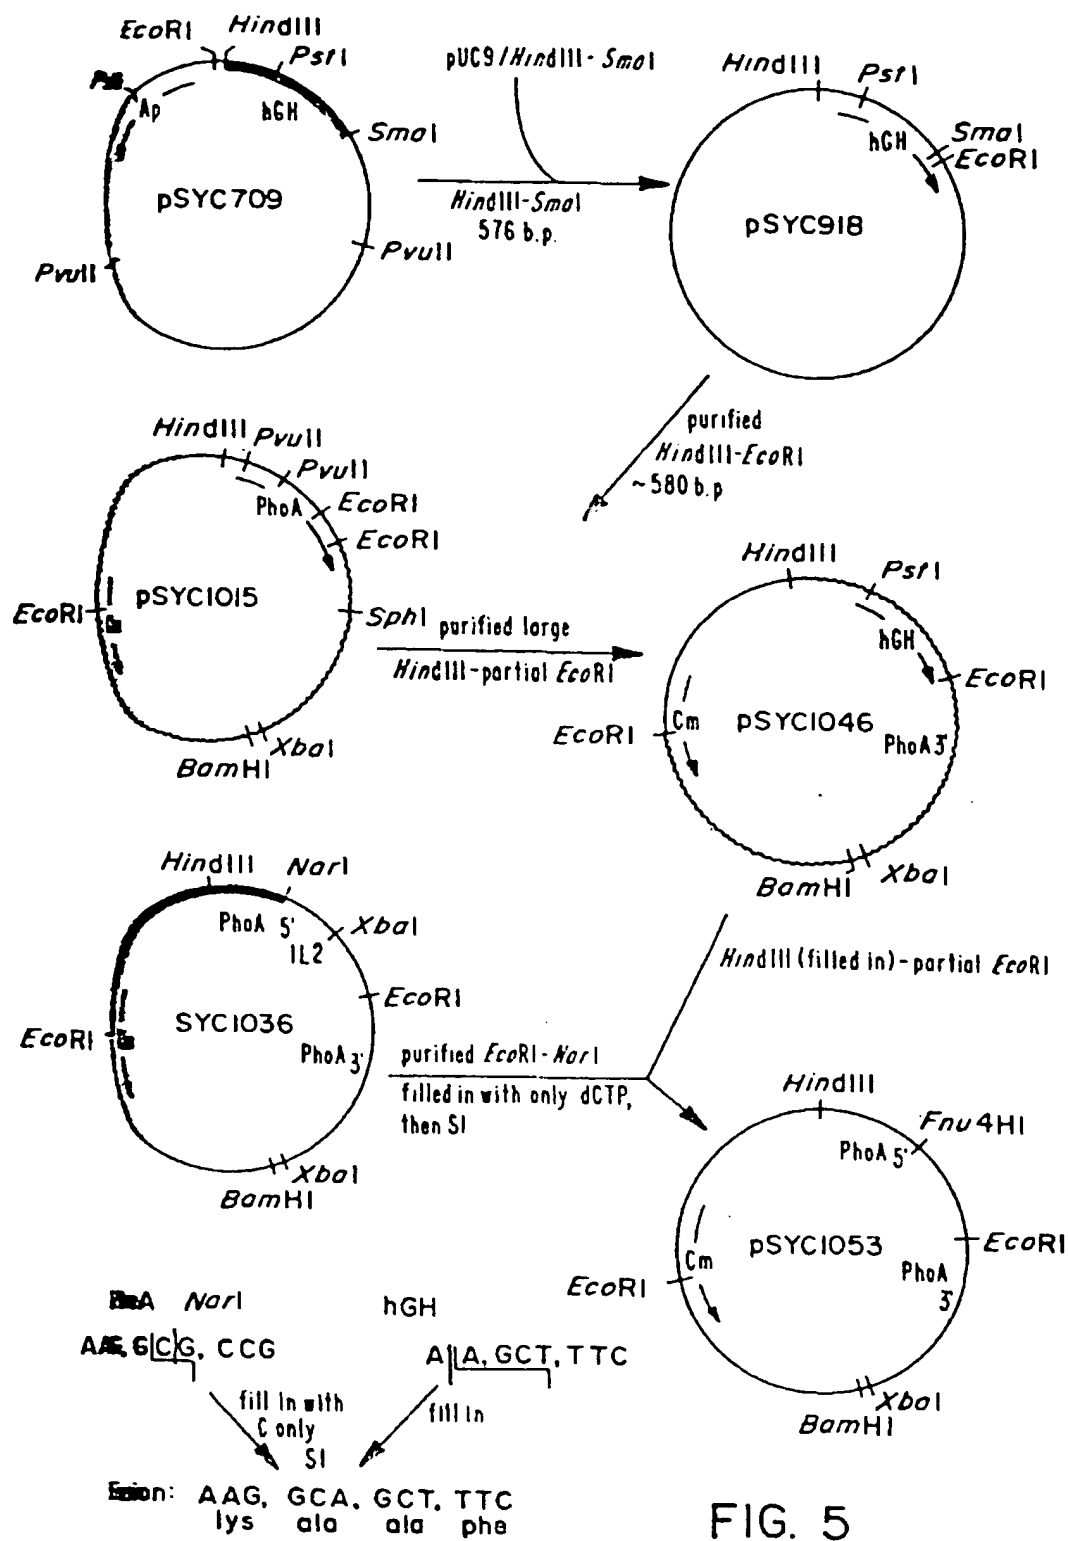 EcoRI
HindIII
PstI
Ap
hGH
SmaI
pSYC709
PvuII
PvuII
pUC9/HindIII-SmaI
HindIII-SmaI
576 b.p.
HindIII
PstI
hGH
SmaI
EcoRI
pSYC918
purified
HindIII-EcoRI
~580 b.p
HindIII
PvuII
PvuII
PhoA
EcoRI
EcoRI
pSYC1015
EcoRI
SphI
XbaI
BamHI
purified large
HindIII-partial EcoRI
HindIII
PstI
hGH
EcoRI
Cm
pSYC1046
EcoRI
PhoA 3'
XbaI
BamHI
HindIII
NarI
PhoA 5'
IL2
XbaI
EcoRI
SYC1036
EcoRI
PhoA 3'
XbaI
BamHI
HindIII (filled in)-partial EcoRI
purified EcoRI-NarI
filled in with only dCTP,
then S1
HindIII
Fnu4HI
PhoA 5'
pSYC1053
EcoRI
Cm
EcoRI
PhoA
3'
XbaI
BamHI
NarI
hGH
G CG, CCG
A A, GCT, TTC
fill in with
C only
S1
fill in
AAG, GCA, GCT, TTC
lys ala ala phe
FIG. 5